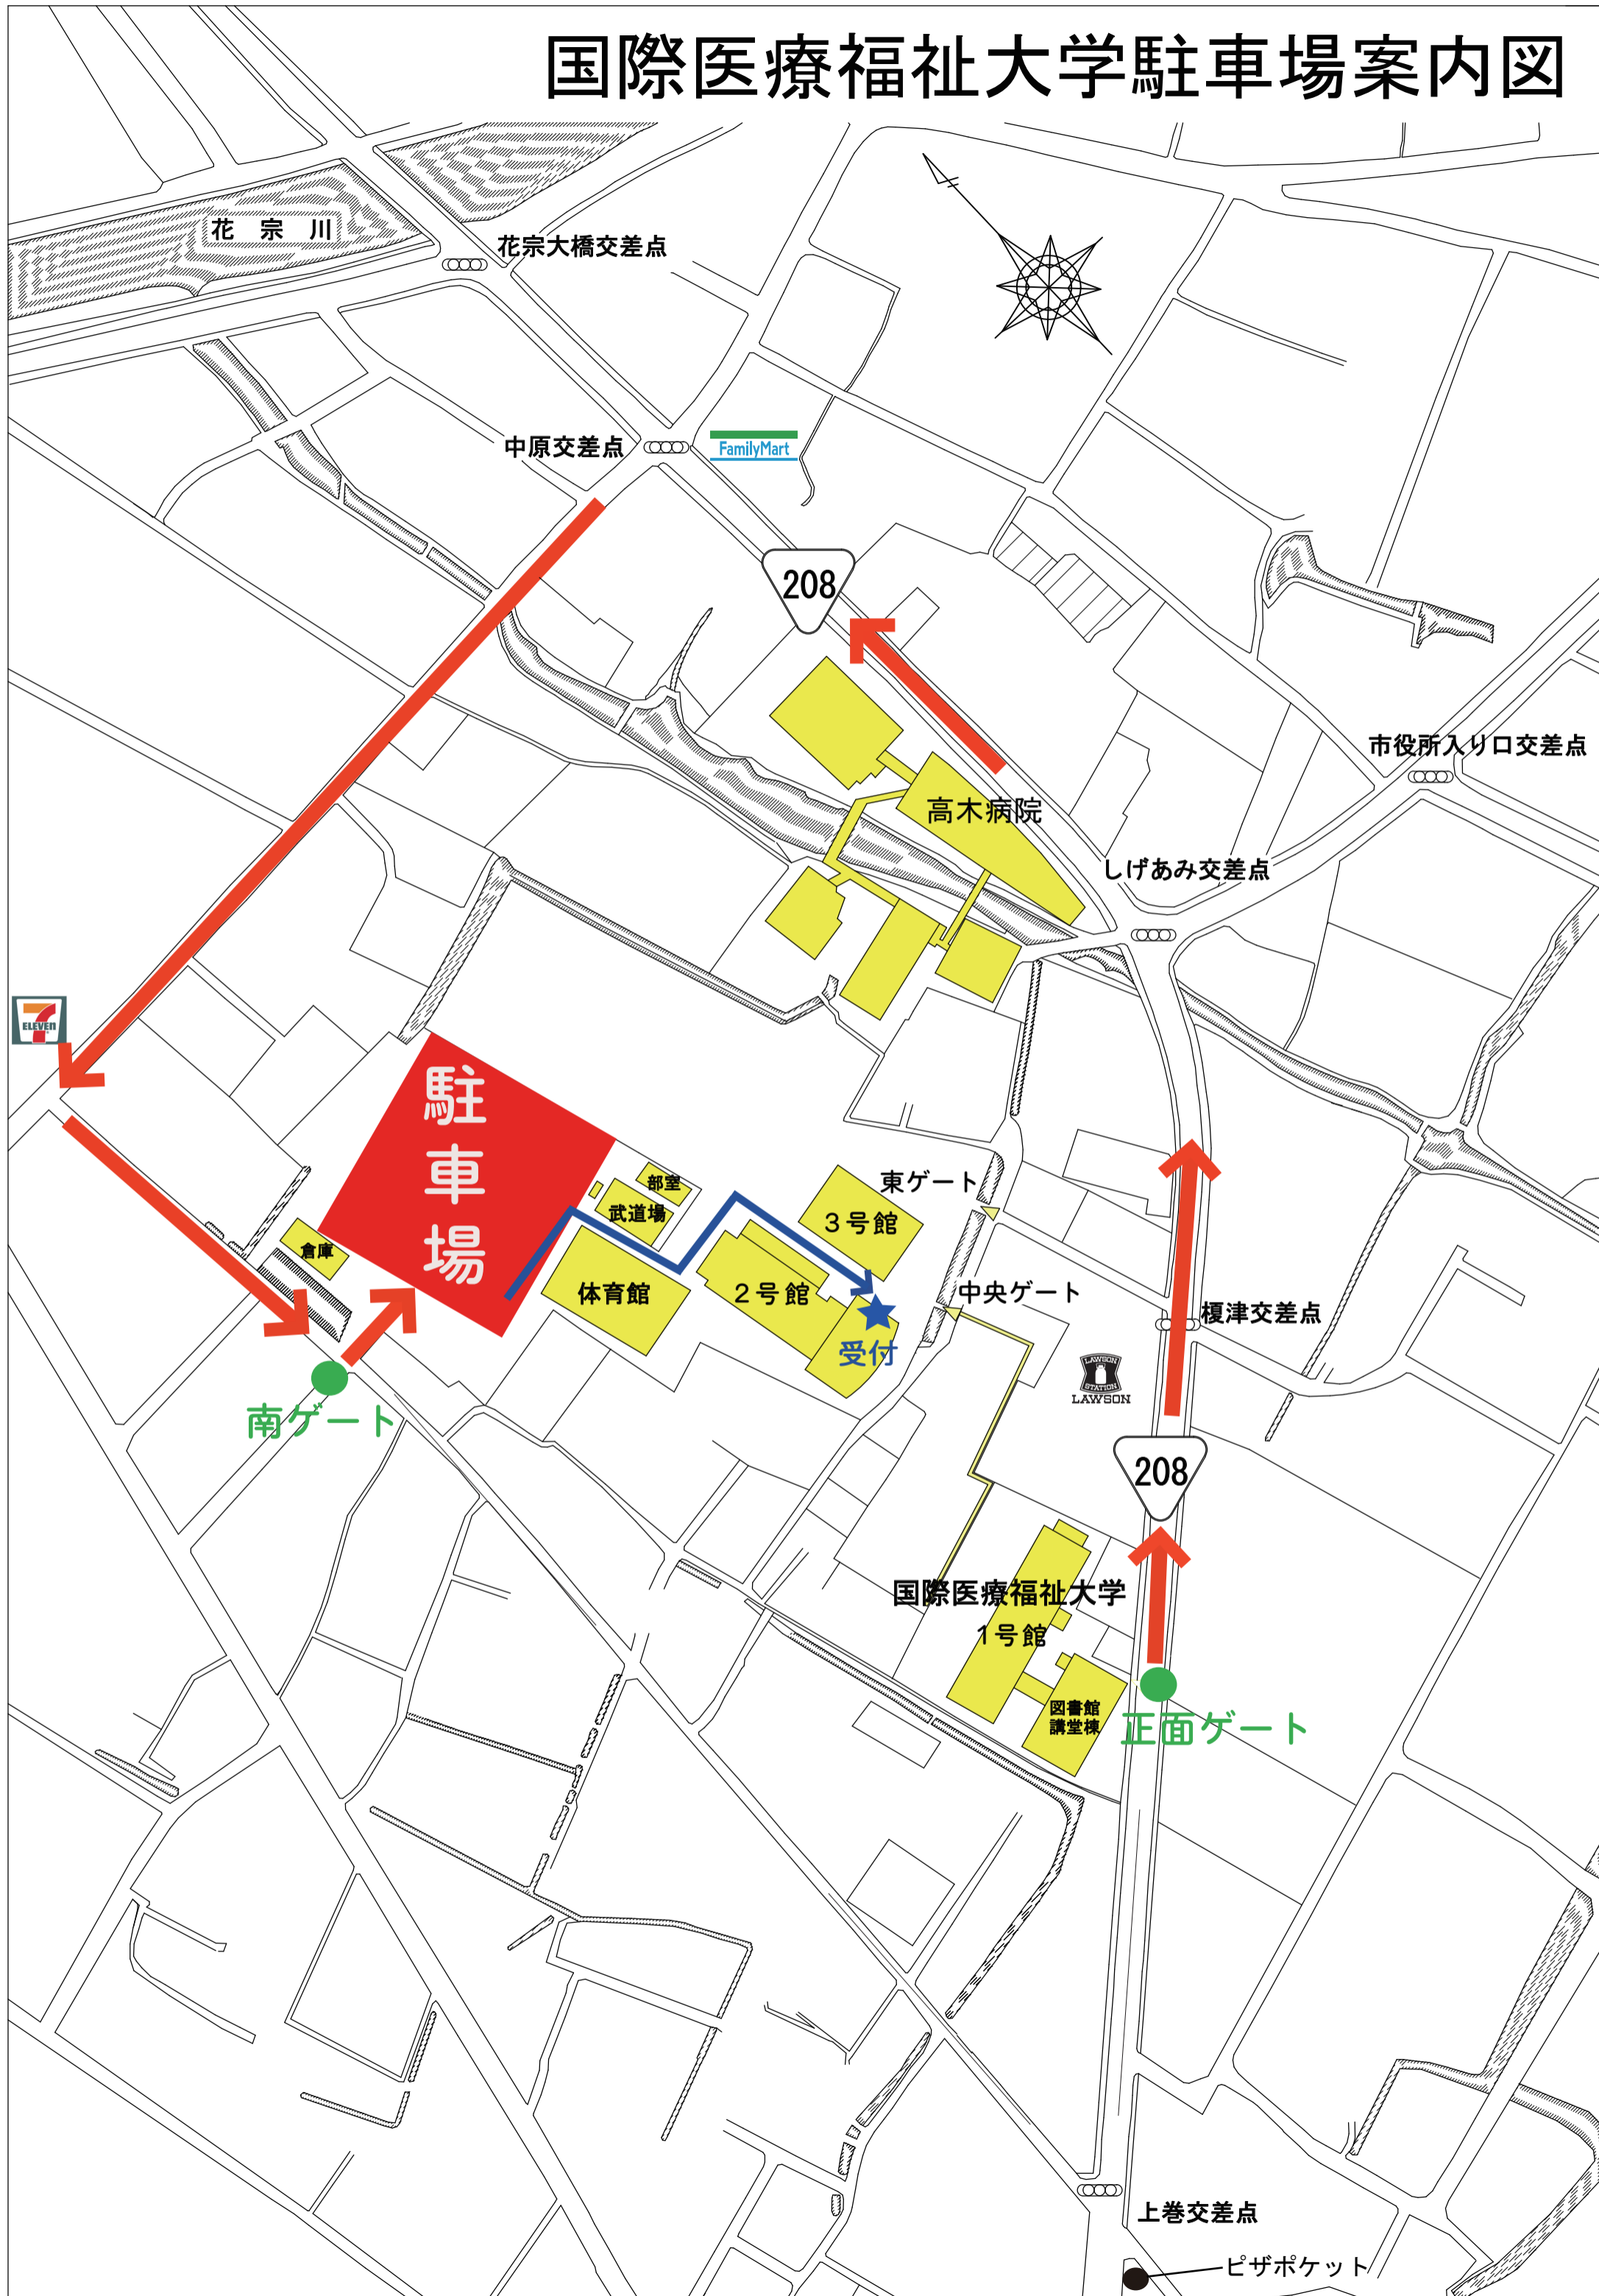 国際医療福祉大学駐車場案内図
花宗川
花宗大橋交差点
中原交差点
FamilyMart
208
市役所入り口交差点
高木病院
しげあみ交差点
7
ELEVEN
駐車場
部室
武道場
東ゲート
3号館
倉庫
体育館
2号館
中央ゲート
榎津交差点
受付
LAWSON
STATION
LAWSON
南ゲート
208
国際医療福祉大学
1号館
図書館
講堂棟
正面ゲート
上巻交差点
ピザポケット